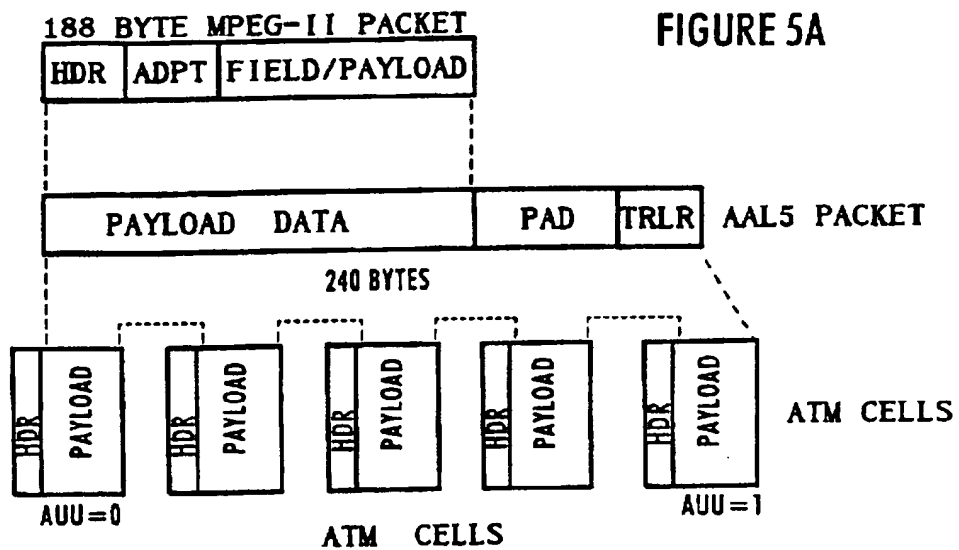 FIGURE 5A
188 BYTE MPEG-II PACKET
HDR ADPT FIELD/PAYLOAD
PAYLOAD DATA PAD TRLR AAL5 PACKET
240 BYTES
HDR PAYLOAD HDR PAYLOAD HDR PAYLOAD HDR PAYLOAD HDR PAYLOAD
ATM CELLS
AUU=0 AUU=1
ATM CELLS